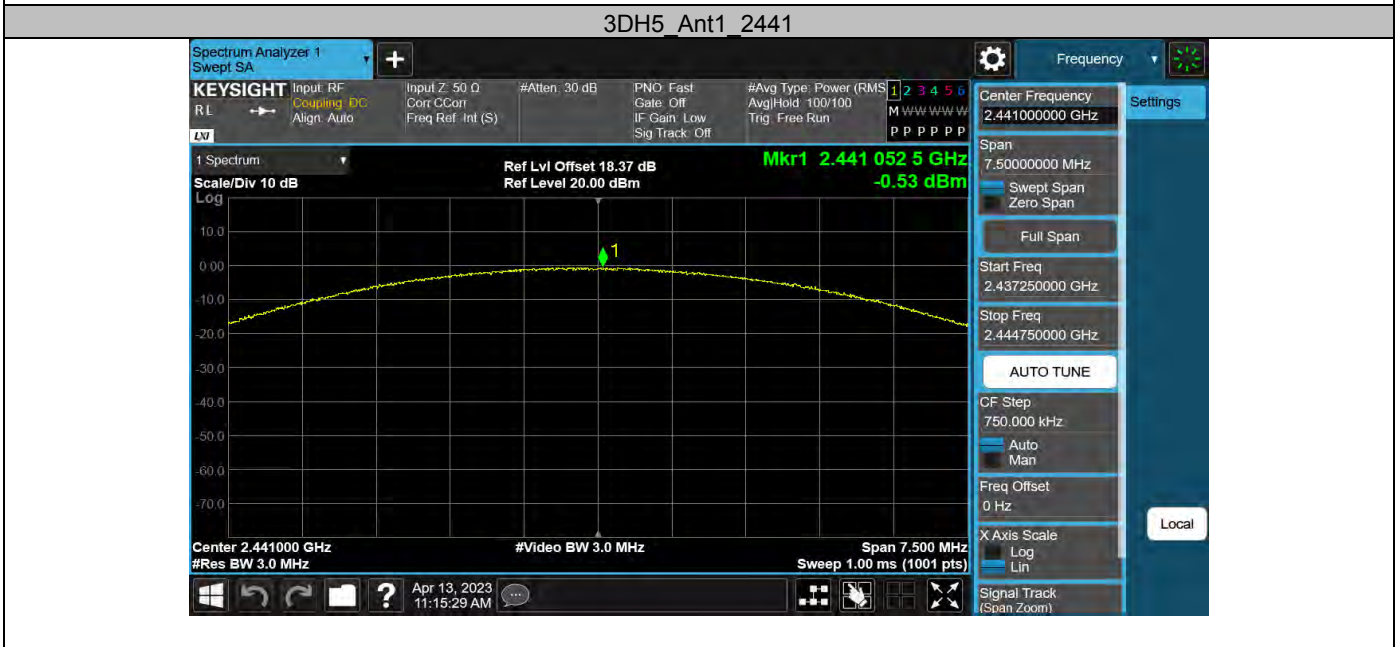 3DH5_Ant1_2441
Spectrum Analyzer 1
Swept SA
+
Frequency
KEYSIGHT
RL
LXI
Input: RF
Coupling: DC
Align: Auto
Input Z: 50 Ω
Corr CCorr
Freq Ref: Int (S)
#Atten: 30 dB
PNO: Fast
Gate: Off
IF Gain: Low
Sig Track: Off
#Avg Type: Power (RMS
Avg|Hold: 100/100
Trig: Free Run
1 2 3 4 5 6
M W W W W W
P P P P P P
Center Frequency
2.441000000 GHz
Settings
1 Spectrum
Scale/Div 10 dB
Log
Ref Lvl Offset 18.37 dB
Ref Level 20.00 dBm
Mkr1 2.441 052 5 GHz
-0.53 dBm
Span
7.50000000 MHz
Swept Span
Zero Span
Full Span
Start Freq
2.437250000 GHz
Stop Freq
2.444750000 GHz
AUTO TUNE
CF Step
750.000 kHz
Auto
Man
Freq Offset
0 Hz
X Axis Scale
Log
Lin
Signal Track
(Span Zoom)
Local
1
10.0
0.00
-10.0
-20.0
-30.0
-40.0
-50.0
-60.0
-70.0
Center 2.441000 GHz
#Res BW 3.0 MHz
#Video BW 3.0 MHz
Span 7.500 MHz
Sweep 1.00 ms (1001 pts)
?
Apr 13, 2023
11:15:29 AM